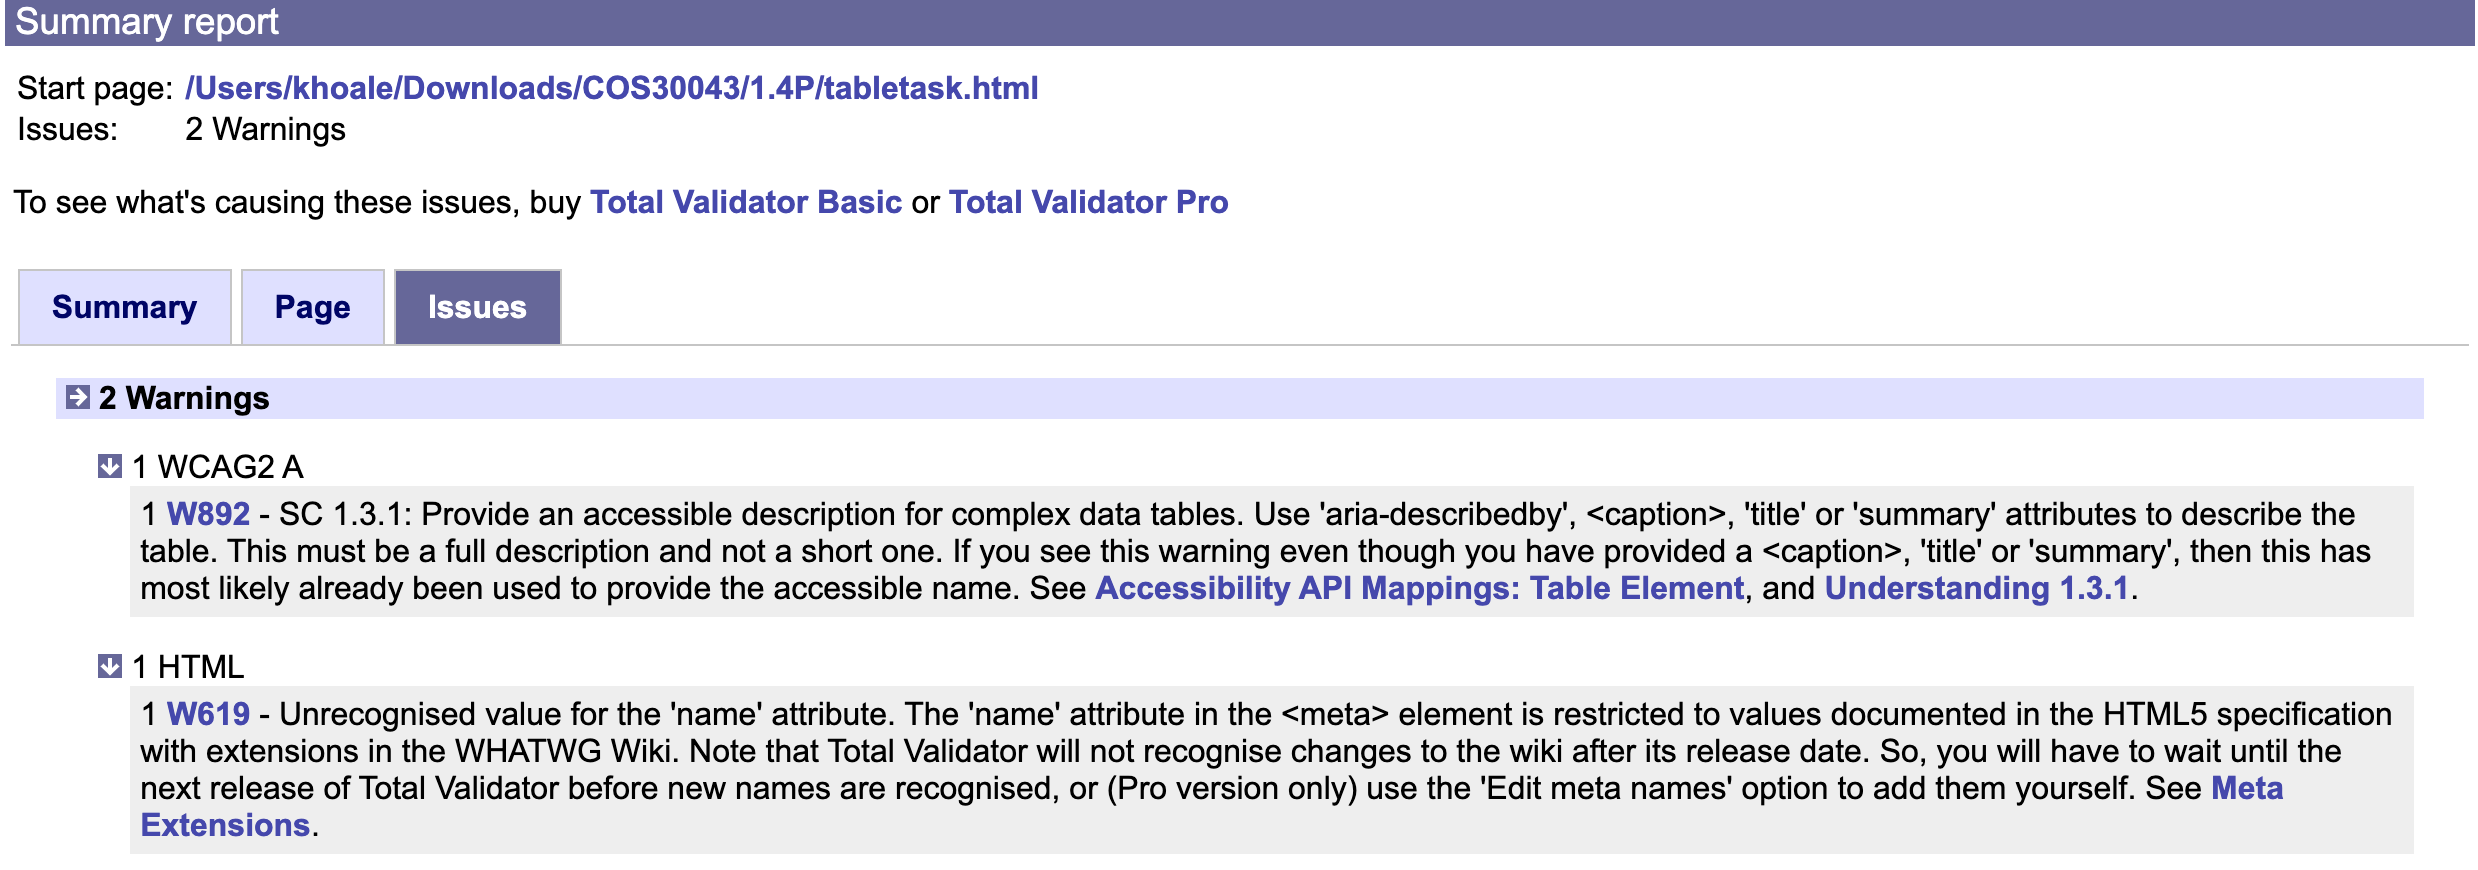 Summary report
Start page: /Users/khoale/Downloads/COS30043/1.4P/tabletask.html
Issues: 2 Warnings
To see what's causing these issues, buy Total Validator Basic or Total Validator Pro
Summary Page Issues
2 Warnings
1 WCAG2 A
1 W892 - SC 1.3.1: Provide an accessible description for complex data tables. Use 'aria-describedby', <caption>, 'title' or 'summary' attributes to describe the
table. This must be a full description and not a short one. If you see this warning even though you have provided a <caption>, 'title' or 'summary', then this has
most likely already been used to provide the accessible name. See Accessibility API Mappings: Table Element, and Understanding 1.3.1.
1 HTML
1 W619 - Unrecognised value for the 'name' attribute. The 'name' attribute in the <meta> element is restricted to values documented in the HTML5 specification
with extensions in the WHATWG Wiki. Note that Total Validator will not recognise changes to the wiki after its release date. So, you will have to wait until the
next release of Total Validator before new names are recognised, or (Pro version only) use the 'Edit meta names' option to add them yourself. See Meta
Extensions.